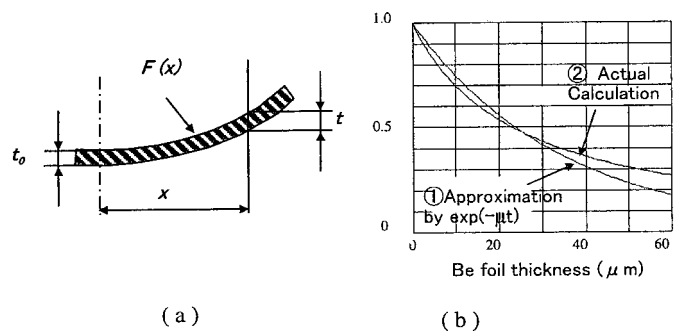 F(x)
t₀
t
x
(a)
1.0
0.5
0
② Actual
Calculation
①Approximation
by exp(-μt)
0
20
40
60
Be foil thickness (μm)
(b)